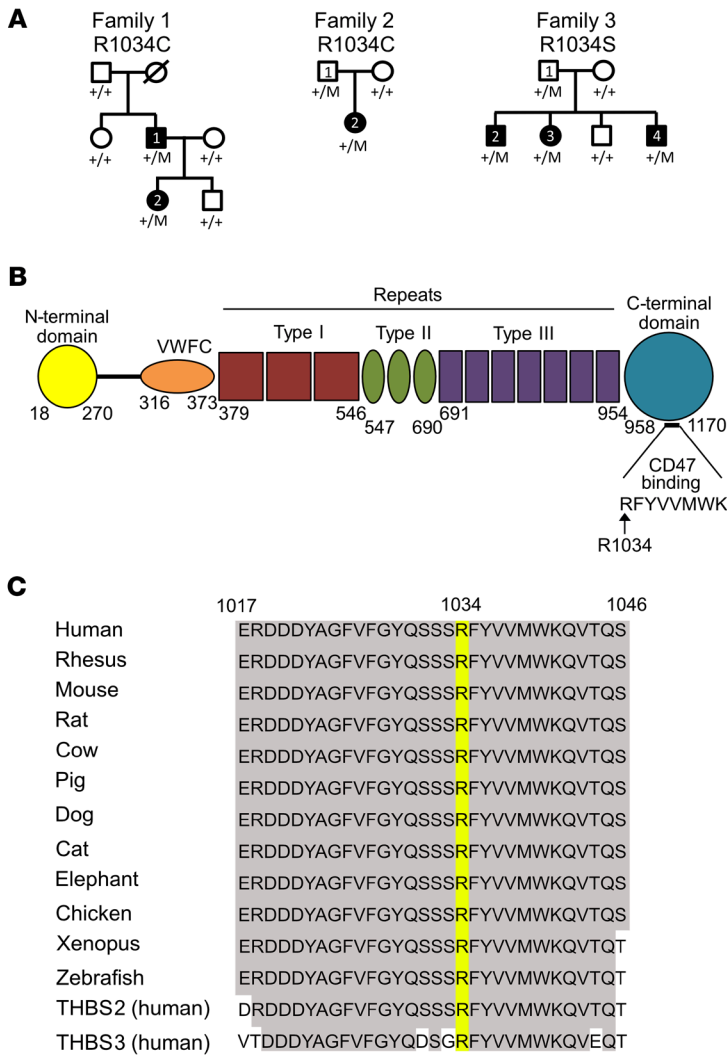 A
Family 1
R1034C
Family 2
R1034C
Family 3
R1034S
+/+
1
+/M
+/+
1
+/M
+/+
+/+
1
+/M
+/+
2
+/M
2
+/M
3
+/M
+/+
4
+/M
2
+/M
+/+
B
Repeats
N-terminal
domain
VWFC
Type I
Type II
Type III
C-terminal
domain
18
270
316
373
379
546
547
690
691
954
958
1170
CD47
binding
RFYVVMWK
R1034
C
1017 1034 1046
Human ERDDDYAGFVFGYQSSSRFYVVMWKQVTQS
Rhesus ERDDDYAGFVFGYQSSSRFYVVMWKQVTQS
Mouse ERDDDYAGFVFGYQSSSRFYVVMWKQVTQS
Rat ERDDDYAGFVFGYQSSSRFYVVMWKQVTQS
Cow ERDDDYAGFVFGYQSSSRFYVVMWKQVTQS
Pig ERDDDYAGFVFGYQSSSRFYVVMWKQVTQS
Dog ERDDDYAGFVFGYQSSSRFYVVMWKQVTQS
Cat ERDDDYAGFVFGYQSSSRFYVVMWKQVTQS
Elephant ERDDDYAGFVFGYQSSSRFYVVMWKQVTQS
Chicken ERDDDYAGFVFGYQSSSRFYVVMWKQVTQS
Xenopus ERDDDYAGFVFGYQSSSRFYVVMWKQVTQT
Zebrafish ERDDDYAGFVFGYQSSSRFYVVMWKQVTQT
THBS2 (human) DRDDDYAGFVFGYQSSSRFYVVMWKQVTQT
THBS3 (human) VTDDDYAGFVFGYQDSGRFYVVMWKQVEQT